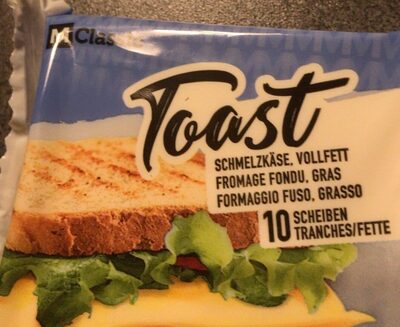 M Classic
Toast
SCHMELZKÄSE, VOLLFETT
FROMAGE FONDU, GRAS
FORMAGGIO FUSO, GRASSO
10 SCHEIBEN
TRANCHES/FETTE